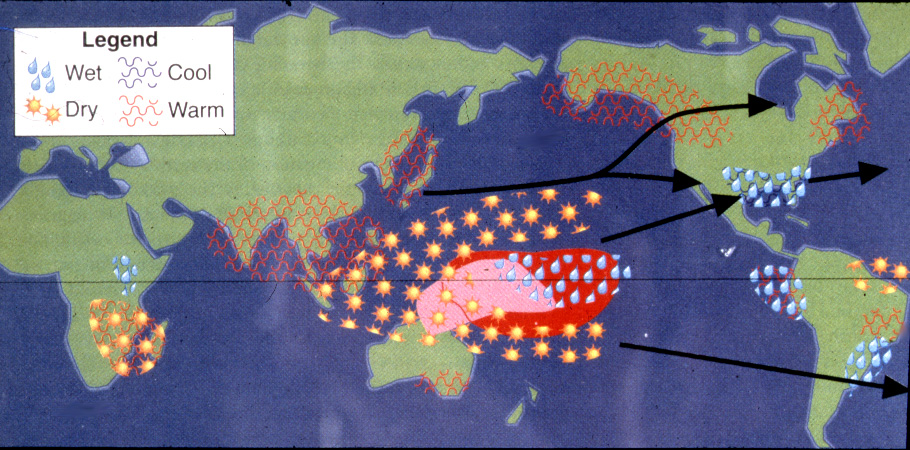 Legend
Wet Cool
Dry Warm